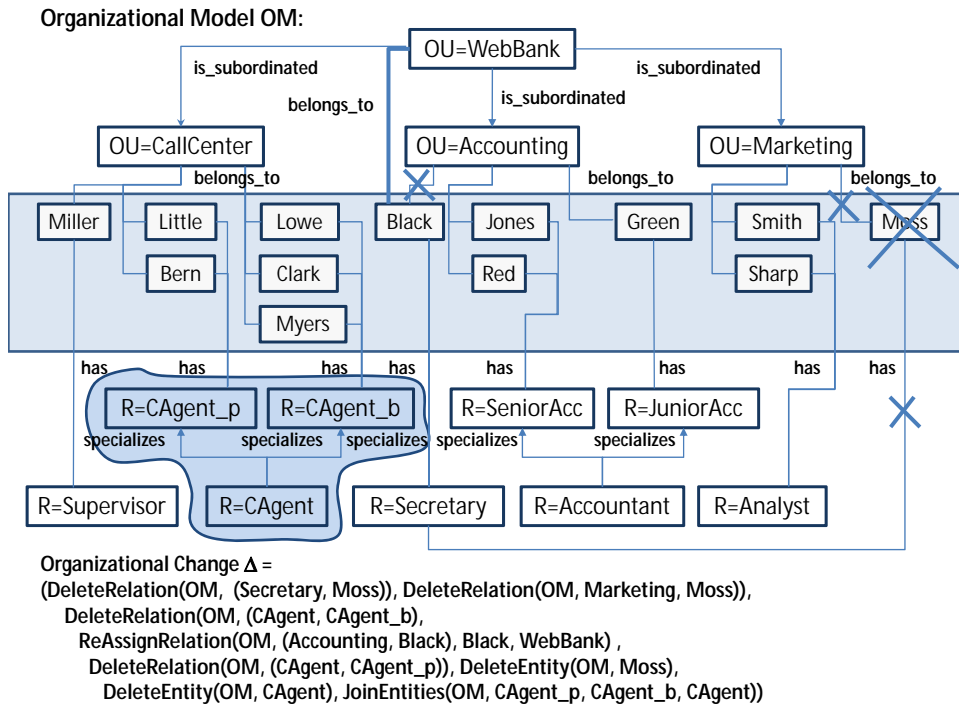 Organizational Model OM:
OU=WebBank
is_subordinated
is_subordinated
belongs_to
is_subordinated
OU=CallCenter
OU=Accounting
OU=Marketing
belongs_to
belongs_to
belongs_to
Miller
Little
Lowe
Black
Jones
Green
Smith
Moss
Bern
Clark
Red
Sharp
Myers
has
has
has
has
has
has
has
has
R=CAgent_p
R=CAgent_b
R=SeniorAcc
R=JuniorAcc
specializes
specializes
specializes
specializes
specializes
R=Supervisor
R=CAgent
R=Secretary
R=Accountant
R=Analyst
Organizational Change Δ =
(DeleteRelation(OM, (Secretary, Moss)), DeleteRelation(OM, Marketing, Moss)),
DeleteRelation(OM, (CAgent, CAgent_b),
ReAssignRelation(OM, (Accounting, Black), Black, WebBank) ,
DeleteRelation(OM, (CAgent, CAgent_p)), DeleteEntity(OM, Moss),
DeleteEntity(OM, CAgent), JoinEntities(OM, CAgent_p, CAgent_b, CAgent))